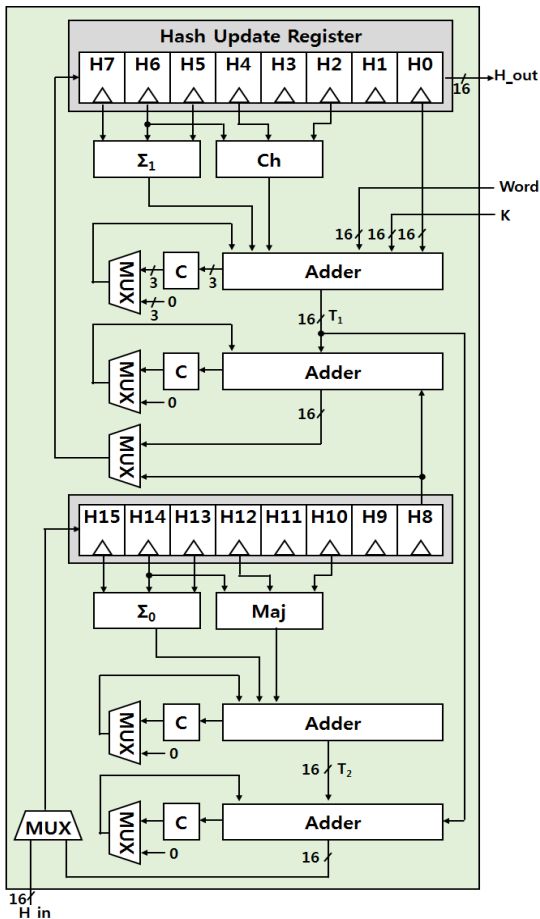 Hash Update Register
H7 H6 H5 H4 H3 H2 H1 H0
H_out
16
Σ₁
Ch
Word
K
16 16 16
MUX
3
C
3
Adder
0
3
16
T₁
MUX
C
Adder
0
16
MUX
H15 H14 H13 H12 H11 H10 H9 H8
Σ₀
Maj
MUX
C
Adder
0
16
T₂
MUX
MUX
C
Adder
0
16
16
H in